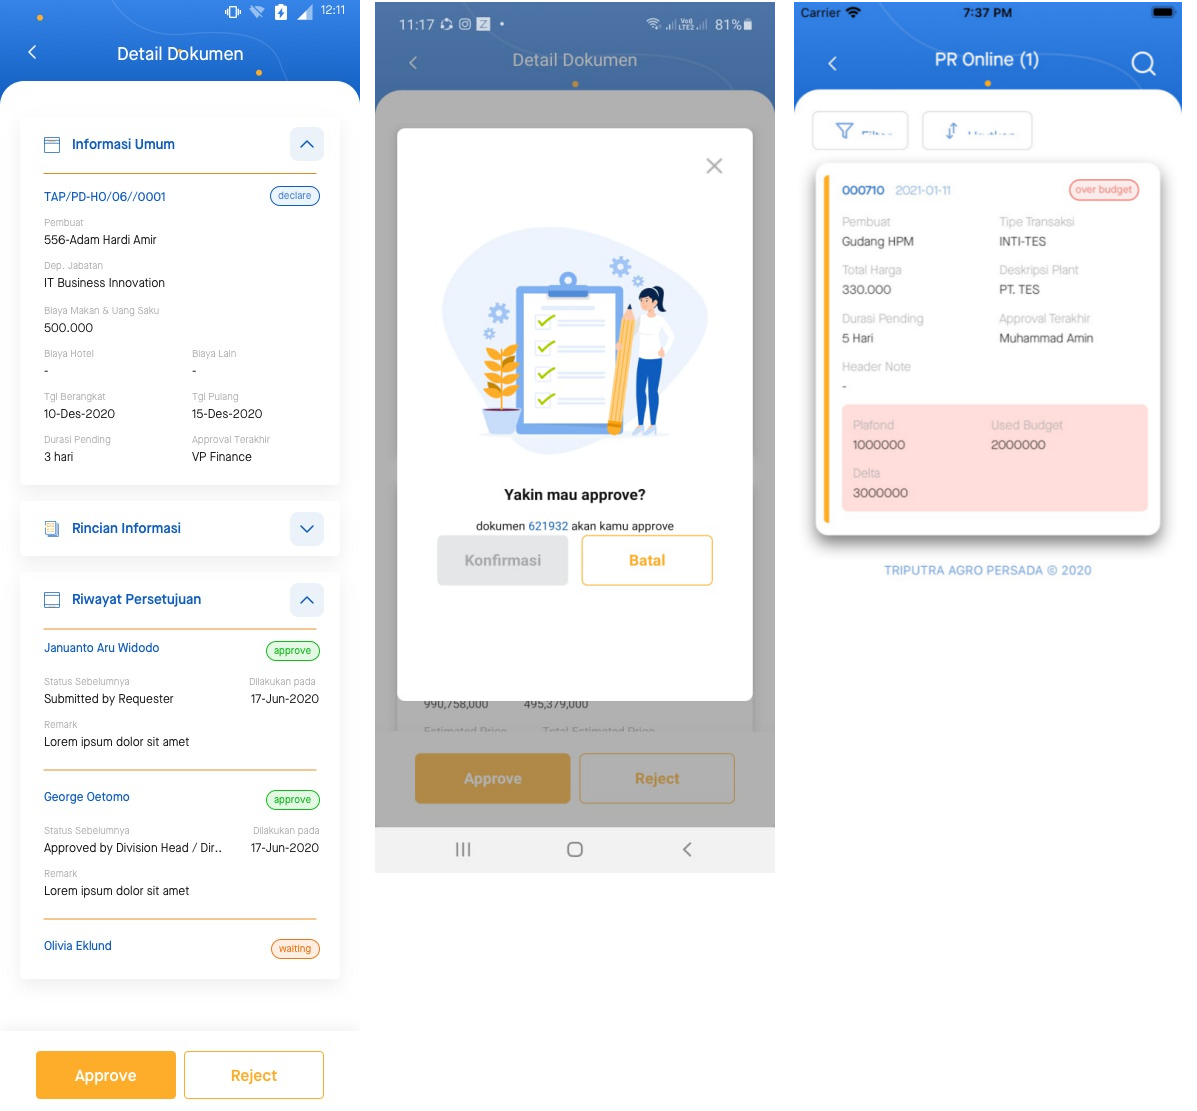 12:11
Detail Dokumen
Informasi Umum
TAP/PD-HO/06//0001
declare
Pembuat
556-Adam Hardi Amir
Dep. Jabatan
IT Business Innovation
Biaya Makan & Uang Saku
500.000
Biaya Hotel
Biaya Lain
-
-
Tgl Berangkat
Tgl Pulang
10-Des-2020
15-Des-2020
Durasi Pending
Approval Terakhir
3 hari
VP Finance
Rincian Informasi
Riwayat Persetujuan
Januanto Aru Widodo
approve
Status Sebelumnya
Dilakukan pada
Submitted by Requester
17-Jun-2020
Remark
Lorem ipsum dolor sit amet
George Oetomo
approve
Status Sebelumnya
Dilakukan pada
Approved by Division Head / Dir..
17-Jun-2020
Remark
Lorem ipsum dolor sit amet
Olivia Eklund
waiting
Approve
Reject
11:17
Z
VoJ LTE2
81%
Detail Dokumen
Yakin mau approve?
dokumen 621932 akan kamu approve
Konfirmasi
Batal
990,758,000
495,379,000
Estimated Price
Total Estimated Price
Approve
Reject
Carrier
7:37 PM
PR Online (1)
Filter
Urutkan
000710 2021-01-11
over budget
Pembuat
Tipe Transaksi
Gudang HPM
INTI-TES
Total Harga
Deskripsi Plant
330.000
PT. TES
Durasi Pending
Approval Terakhir
5 Hari
Muhammad Amin
Header Note
-
Plafond
Used Budget
1000000
2000000
Delta
3000000
TRIPUTRA AGRO PERSADA © 2020